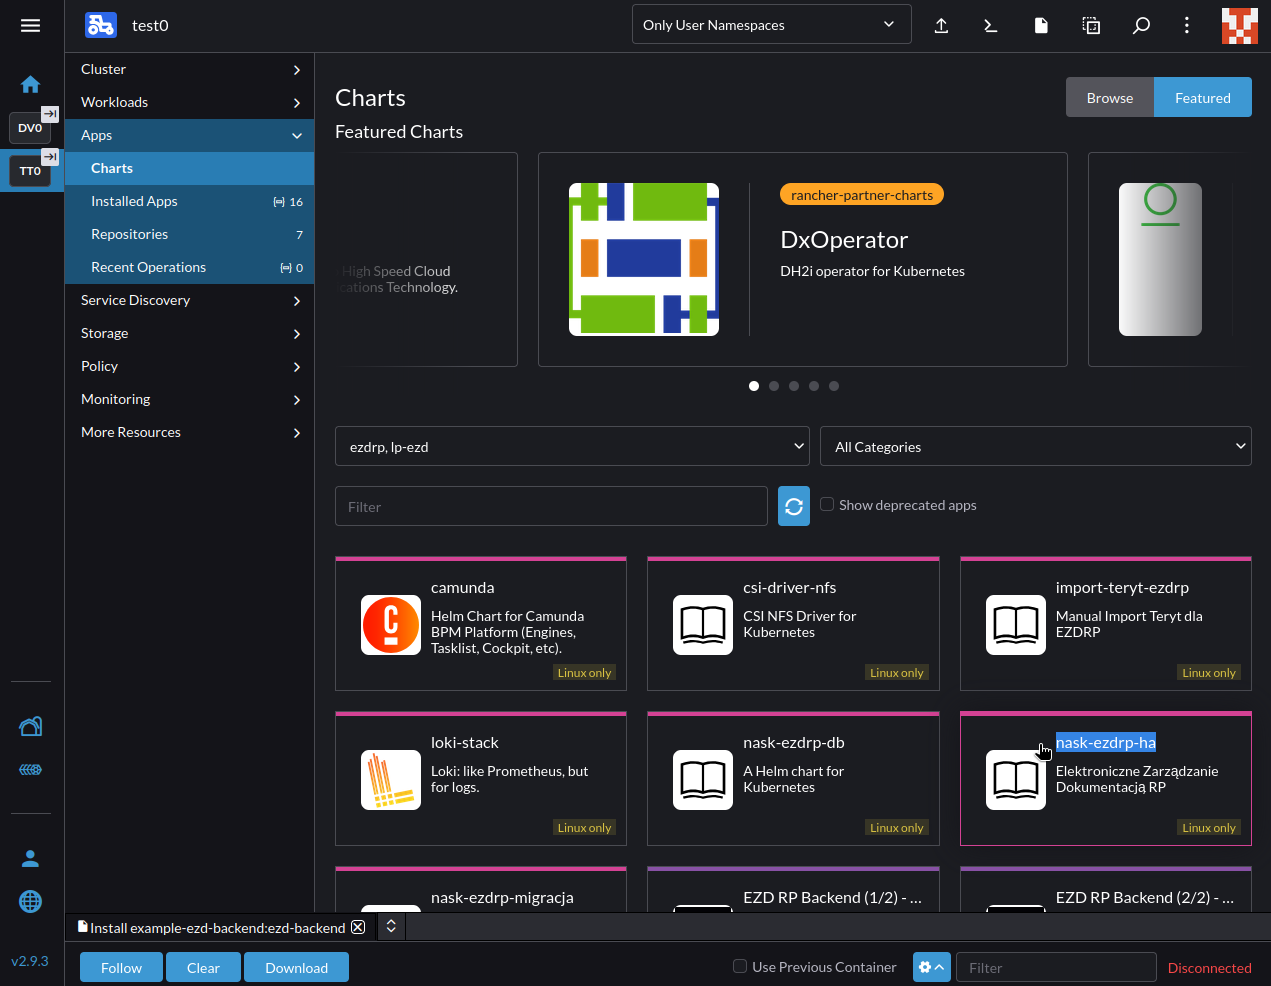 test0
Only User Namespaces
DV0
TT0
Cluster
Workloads
Apps
Charts
Installed Apps
16
Repositories
7
Recent Operations
0
Service Discovery
Storage
Policy
Monitoring
More Resources
v2.9.3
Charts
Browse
Featured
Featured Charts
High Speed Cloud
ications Technology.
rancher-partner-charts
DxOperator
DH2i operator for Kubernetes
ezdrp, lp-ezd
All Categories
Filter
Show deprecated apps
camunda
Helm Chart for Camunda
BPM Platform (Engines,
Tasklist, Cockpit, etc).
Linux only
csi-driver-nfs
CSI NFS Driver for
Kubernetes
Linux only
import-teryt-ezdrp
Manual Import Teryt dla
EZDRP
Linux only
loki-stack
Loki: like Prometheus, but
for logs.
Linux only
nask-ezdrp-db
A Helm chart for
Kubernetes
Linux only
nask-ezdrp-ha
Elektroniczne Zarządzanie
Dokumentacją RP
Linux only
nask-ezdrp-migracja
EZD RP Backend (1/2) - ...
EZD RP Backend (2/2) - ...
Install example-ezd-backend:ezd-backend
Follow
Clear
Download
Use Previous Container
Filter
Disconnected